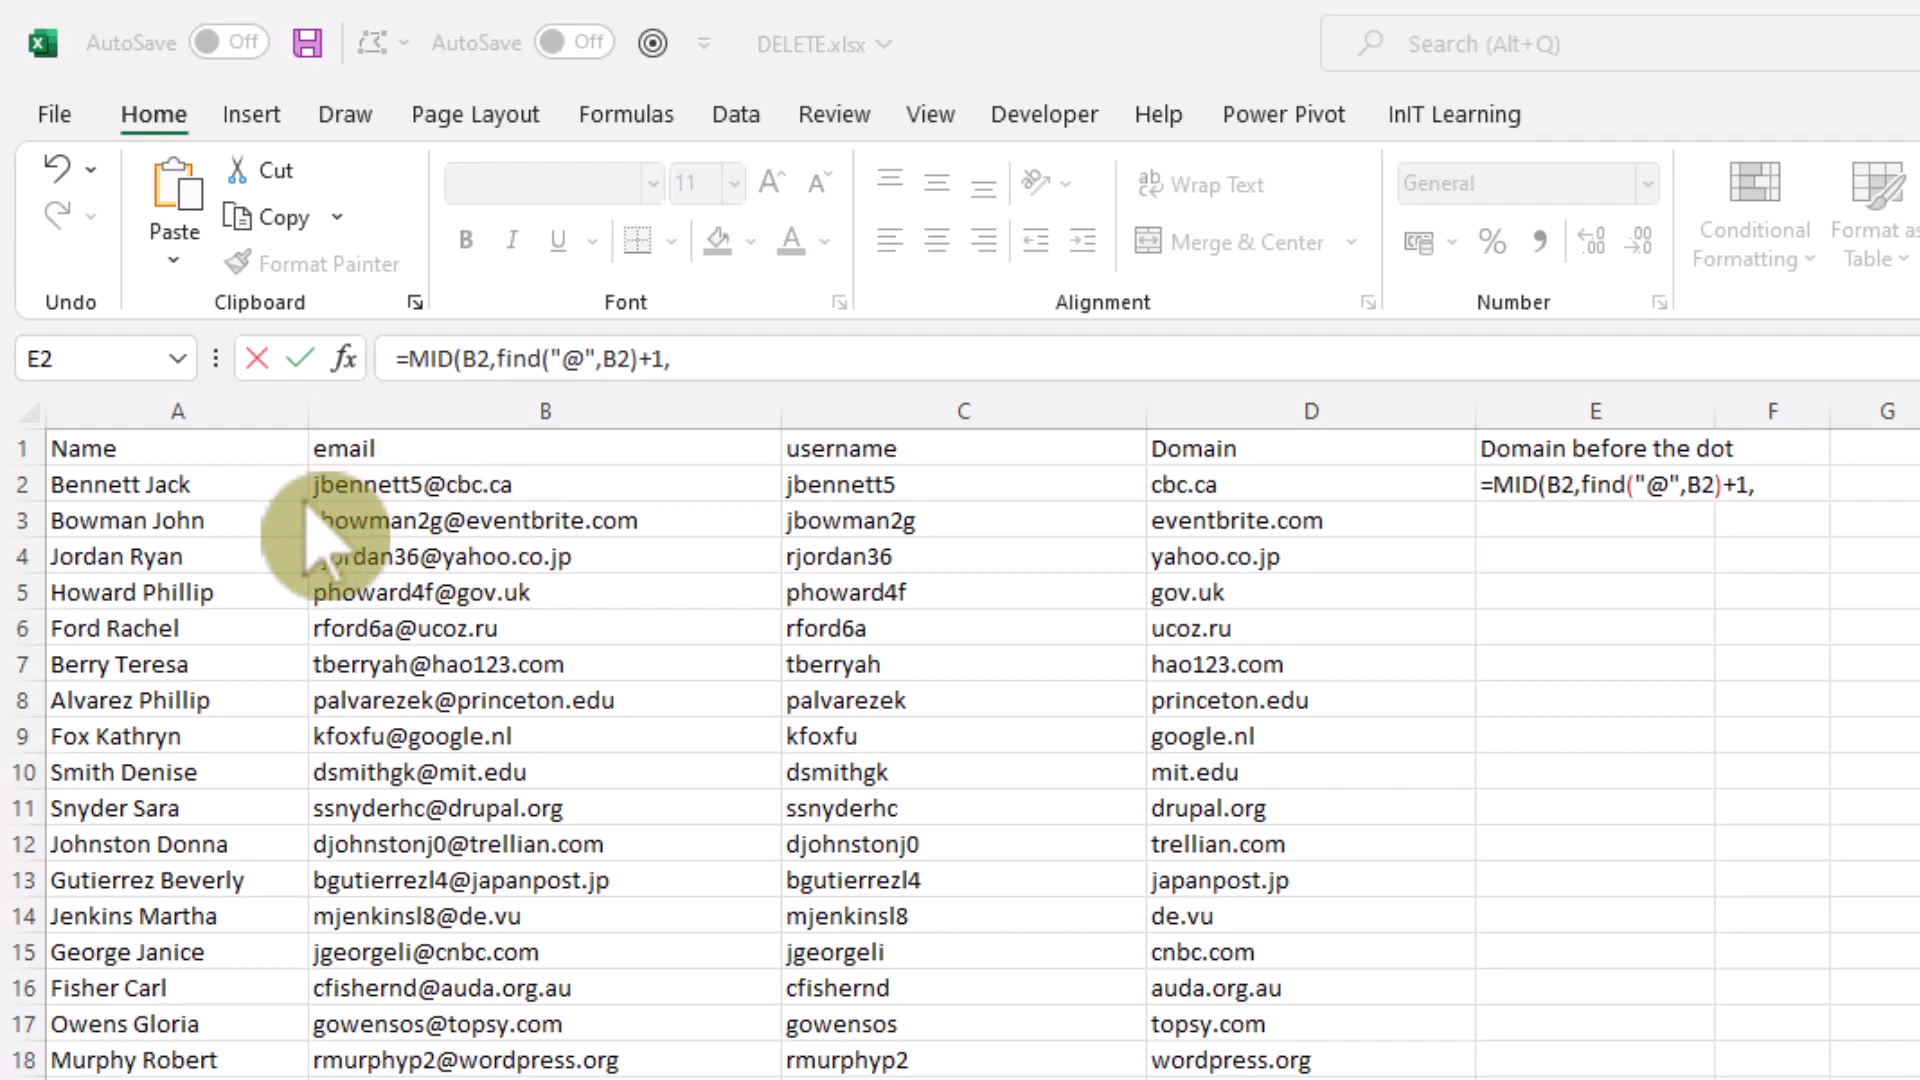 AutoSave Off AutoSave Off DELETE.xlsx Search (Alt+Q)
File Home Insert Draw Page Layout Formulas Data Review View Developer Help Power Pivot InIT Learning
Cut 11 Wrap Text General
Paste Copy Conditional Format as
Format Painter B I U A Merge & Center Formatting Table
Undo Clipboard Font Alignment Number
E2 fx =MID(B2,find("@",B2)+1,
A B C D E F G
1 Name email username Domain Domain before the dot
2 Bennett Jack jbennett5@cbc.ca jbennett5 cbc.ca =MID(B2,find("@",B2)+1,
3 Bowman John jbowman2g@eventbrite.com jbowman2g eventbrite.com
4 Jordan Ryan rjordan36@yahoo.co.jp rjordan36 yahoo.co.jp
5 Howard Phillip phoward4f@gov.uk phoward4f gov.uk
6 Ford Rachel rford6a@ucoz.ru rford6a ucoz.ru
7 Berry Teresa tberryah@hao123.com tberryah hao123.com
8 Alvarez Phillip palvarezek@princeton.edu palvarezek princeton.edu
9 Fox Kathryn kfoxfu@google.nl kfoxfu google.nl
10 Smith Denise dsmithgk@mit.edu dsmithgk mit.edu
11 Snyder Sara ssnyderhc@drupal.org ssnyderhc drupal.org
12 Johnston Donna djohnstonj0@trellian.com djohnstonj0 trellian.com
13 Gutierrez Beverly bgutierrezl4@japanpost.jp bgutierrezl4 japanpost.jp
14 Jenkins Martha mjenkinsl8@de.vu mjenkinsl8 de.vu
15 George Janice jgeorgeli@cnbc.com jgeorgeli cnbc.com
16 Fisher Carl cfishernd@auda.org.au cfishernd auda.org.au
17 Owens Gloria gowensos@topsy.com gowensos topsy.com
18 Murphy Robert rmurphyp2@wordpress.org rmurphyp2 wordpress.org